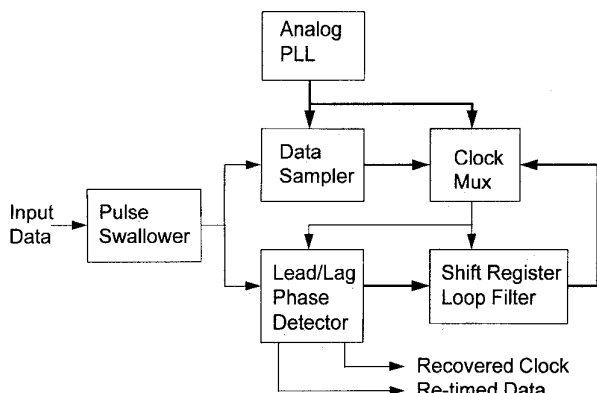 Analog
PLL
Data
Sampler
Clock
Mux
Input
Data
Pulse
Swallower
Lead/Lag
Phase
Detector
Shift Register
Loop Filter
Recovered Clock
Re-timed Data